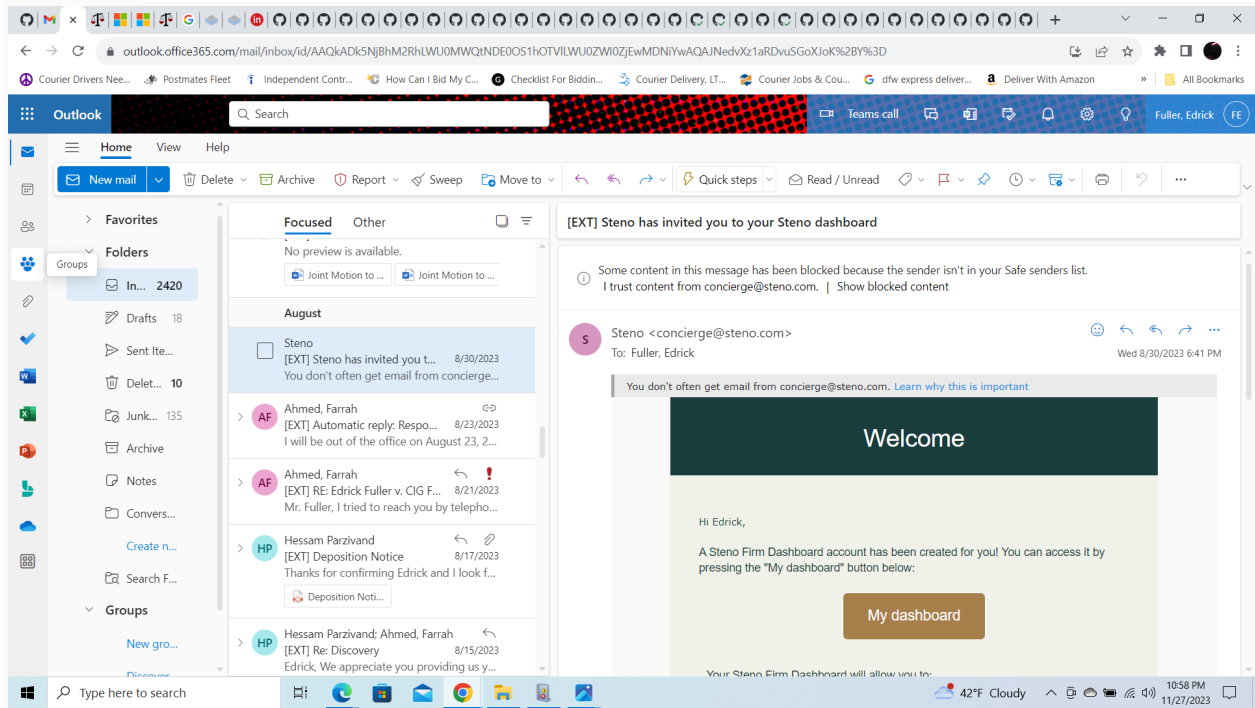 outlook.office365.com/mail/inbox/id/AAQkADk5NjBhM2RhLWU0MWQtNDE0OS1hOTVlLWU0ZWI0ZjEwMDNiYwAQAJNedvXz1aRDvuSGoXJoK%2BY%3D
Courier Drivers Nee...
Postmates Fleet
Independent Contr...
How Can I Bid My C...
Checklist For Biddin...
Courier Delivery, LT...
Courier Jobs & Cou...
dfw express deliver...
Deliver With Amazon
»
All Bookmarks
Outlook
Search
Teams call
Fuller, Edrick
FE
Home
View
Help
New mail
Delete
Archive
Report
Sweep
Move to
Quick steps
Read / Unread
Favorites
Folders
Groups
In... 2420
Drafts 18
Sent Ite...
Delet... 10
Junk... 135
Archive
Notes
Convers...
Create n...
Search F...
Groups
New gro...
Discover
Focused
Other
No preview is available.
Joint Motion to ...
Joint Motion to ...
August
Steno
[EXT] Steno has invited you t... 8/30/2023
You don't often get email from concierge...
AF
Ahmed, Farrah
[EXT] Automatic reply: Respo... 8/23/2023
I will be out of the office on August 23, 2...
AF
Ahmed, Farrah
[EXT] RE: Edrick Fuller v. CIG F... 8/21/2023
Mr. Fuller, I tried to reach you by telepho...
HP
Hessam Parzivand
[EXT] Deposition Notice 8/17/2023
Thanks for confirming Edrick and I look f...
Deposition Noti...
HP
Hessam Parzivand; Ahmed, Farrah
[EXT] Re: Discovery 8/15/2023
Edrick, We appreciate you providing us y...
[EXT] Steno has invited you to your Steno dashboard
Some content in this message has been blocked because the sender isn't in your Safe senders list.
I trust content from concierge@steno.com. | Show blocked content
S
Steno <concierge@steno.com>
To: Fuller, Edrick
Wed 8/30/2023 6:41 PM
You don't often get email from concierge@steno.com. Learn why this is important
Welcome
Hi Edrick,
A Steno Firm Dashboard account has been created for you! You can access it by
pressing the "My dashboard" button below:
My dashboard
Your Steno Firm Dashboard will allow you to:
Type here to search
42°F Cloudy
10:58 PM
11/27/2023